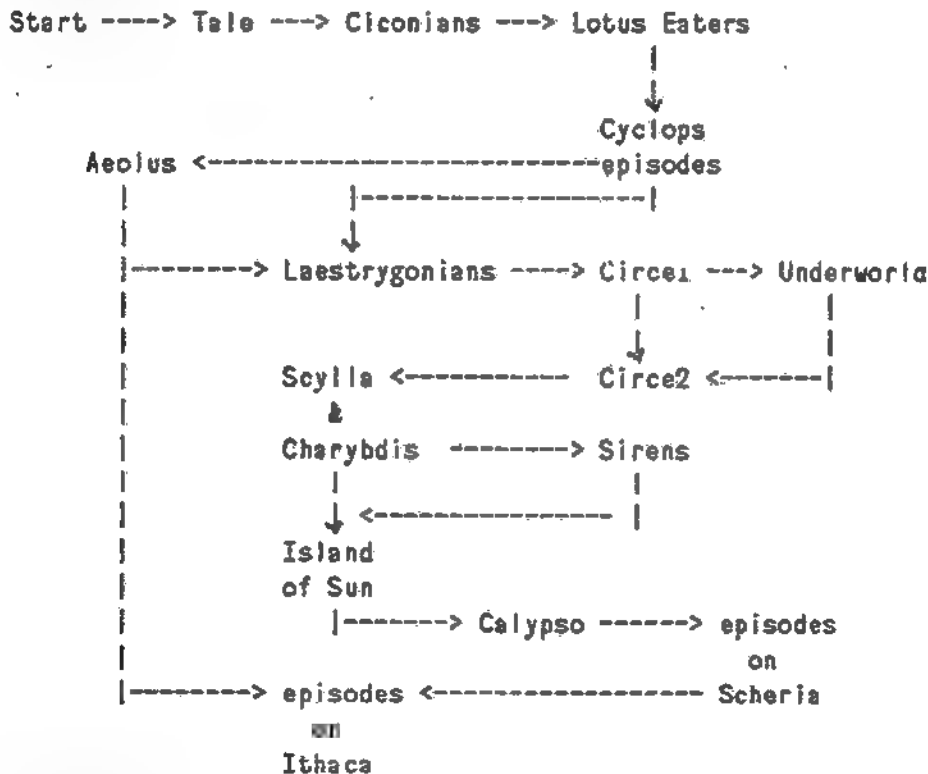 Start ----> Tale ---> Ciconians ---> Lotus Eaters
Cyclops
Aeolus <-------------------- episodes
Laestrygonians ----> Circe1 ---> Underworld
Scylla <--------- Circe2 <------
&
Charybdis -------> Sirens
Island
of Sun
Calypso ------> episodes
on
episodes <-------------- Scheria
on
Ithaca